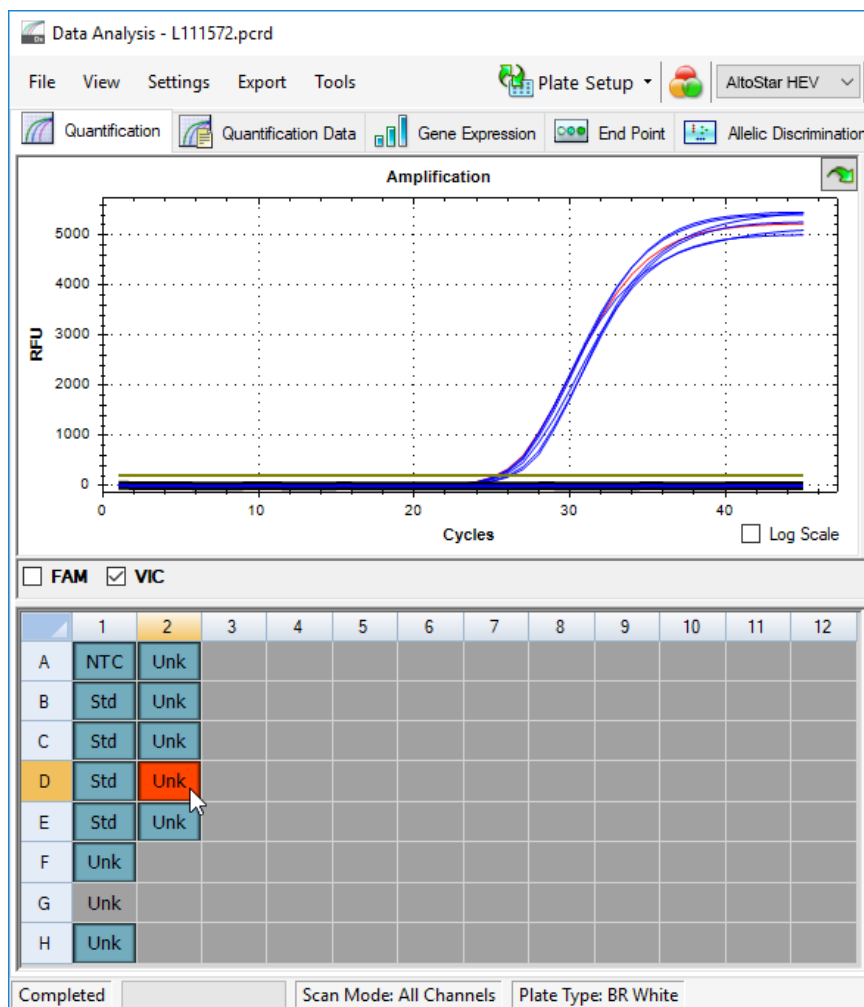 Data Analysis - L111572.pcrd
File View Settings Export Tools Plate Setup AltoStar HEV
Quantification Quantification Data Gene Expression End Point Allelic Discrimination
Amplification
5000
4000
3000
2000
1000
0
RFU
0 10 20 30 40
Cycles
Log Scale
FAM VIC
1 2 3 4 5 6 7 8 9 10 11 12
A NTC Unk
B Std Unk
C Std Unk
D Std Unk
E Std Unk
F Unk
G Unk
H Unk
Completed Scan Mode: All Channels Plate Type: BR White